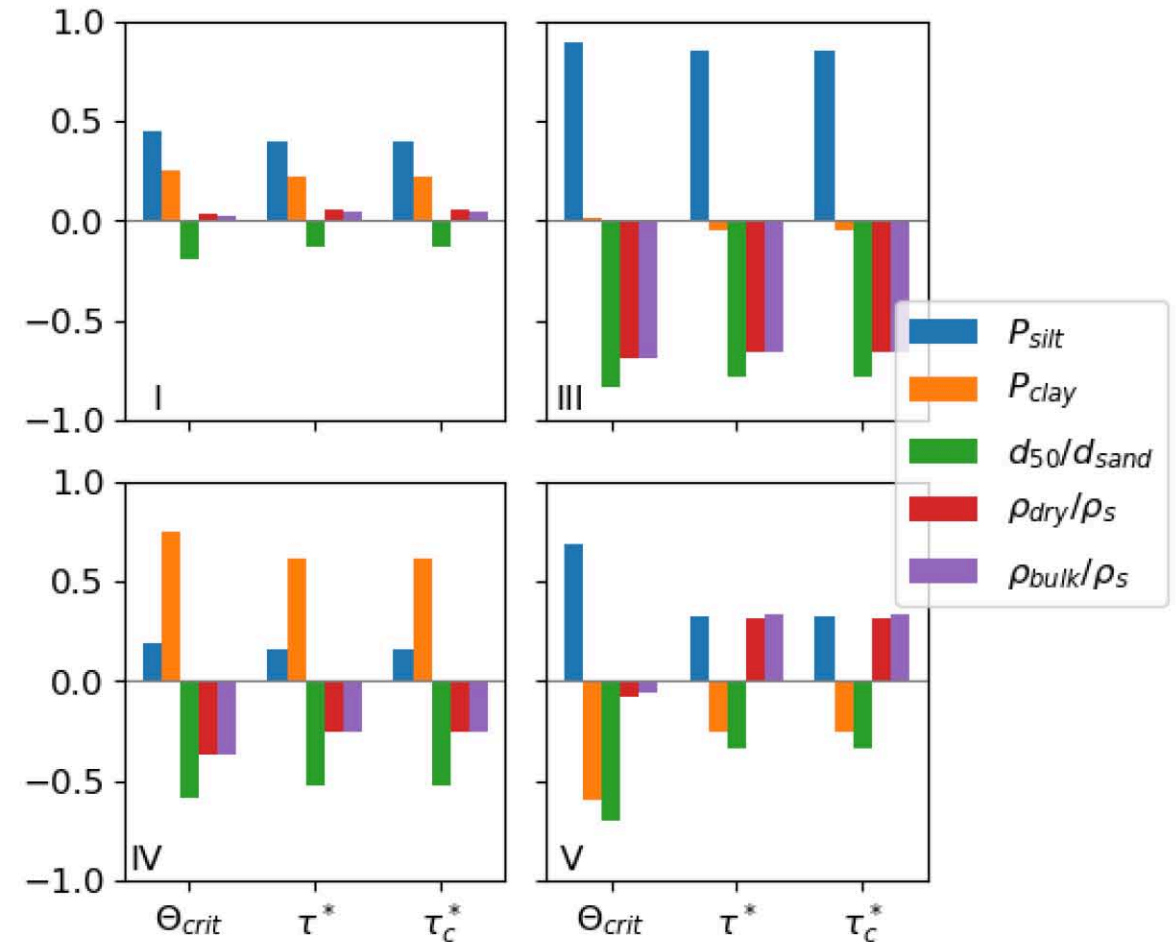 1.0
0.5
0.0
−0.5
−1.0
I
III
P_silt
P_clay
d_50/d_sand
ρ_dry/ρ_s
ρ_bulk/ρ_s
1.0
0.5
0.0
−0.5
−1.0
IV
V
Θ_crit τ* τ*_c Θ_crit τ* τ*_c